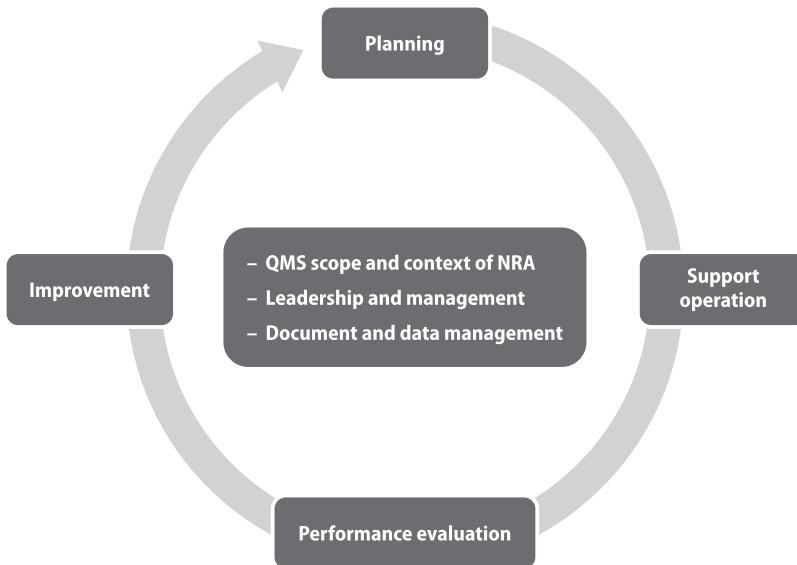 Planning
Support
operation
Performance evaluation
Improvement
– QMS scope and context of NRA
– Leadership and management
– Document and data management